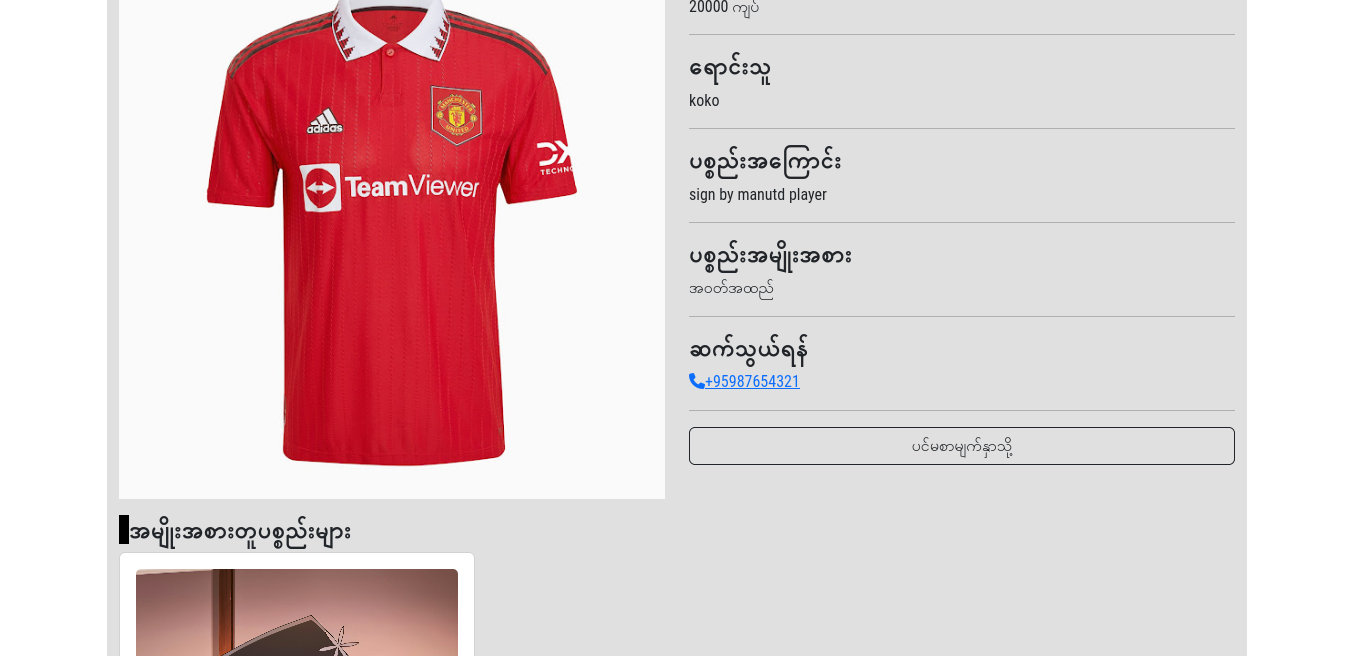 20000 ကျပ်
ရောင်းသူ
koko
ပစ္စည်းအကြောင်း
sign by manutd player
ပစ္စည်းအမျိုးအစား
အဝတ်အထည်
ဆက်သွယ်ရန်
+95987654321
ပင်မစာမျက်နှာသို့
adidas
MANCHESTER
UNITED
DX
TECHNO
TeamViewer
အမျိုးအစားတူပစ္စည်းများ